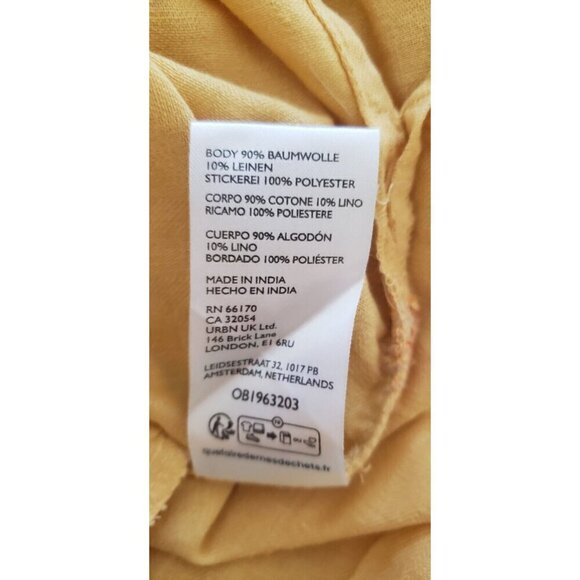 BODY 90% BAUMWOLLE
10% LEINEN
STICKEREI 100% POLYESTER
CORPO 90% COTONE 10% LINO
RICAMO 100% POLIESTERE
CUERPO 90% ALGODÓN
10% LINO
BORDADO 100% POLIÉSTER
MADE IN INDIA
HECHO EN INDIA
RN 66170
CA 32054
URBN UK Ltd.
146 Brick Lane
LONDON, E1 6RU
LEIDSESTRAAT 32, 1017 PB
AMSTERDAM, NETHERLANDS
OB1963203
FR
OU
quefairedemesdechets.fr